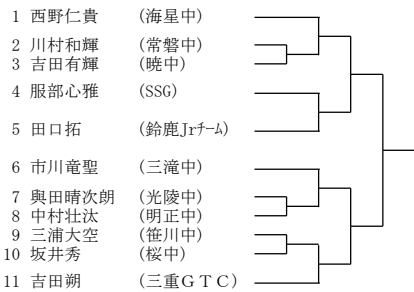 1 西野仁貴 (海星中)
2 川村和輝 (常磐中)
3 吉田有輝 (暁中)
4 服部心雅 (SSG)
5 田口拓 (鈴鹿Jrﾁｰﾑ)
6 市川竜聖 (三滝中)
7 與田晴次朗 (光陵中)
8 中村壮汰 (明正中)
9 三浦大空 (笹川中)
10 坂井秀 (桜中)
11 吉田朔 (三重ＧＴＣ)